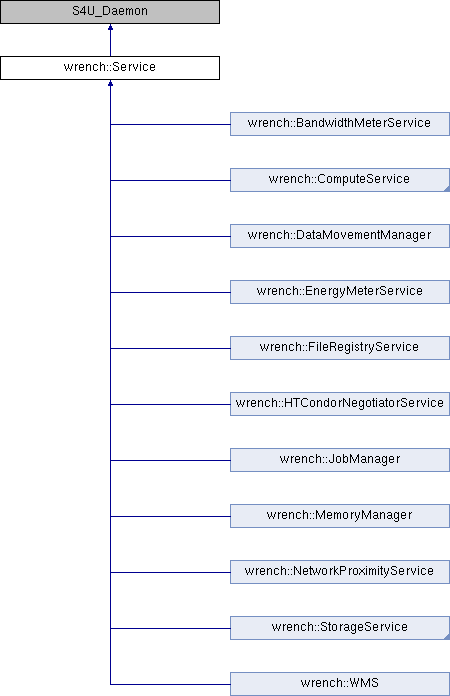 S4U_Daemon
wrench::Service
wrench::BandwidthMeterService
wrench::ComputeService
wrench::DataMovementManager
wrench::EnergyMeterService
wrench::FileRegistryService
wrench::HTCondorNegotiatorService
wrench::JobManager
wrench::MemoryManager
wrench::NetworkProximityService
wrench::StorageService
wrench::WMS